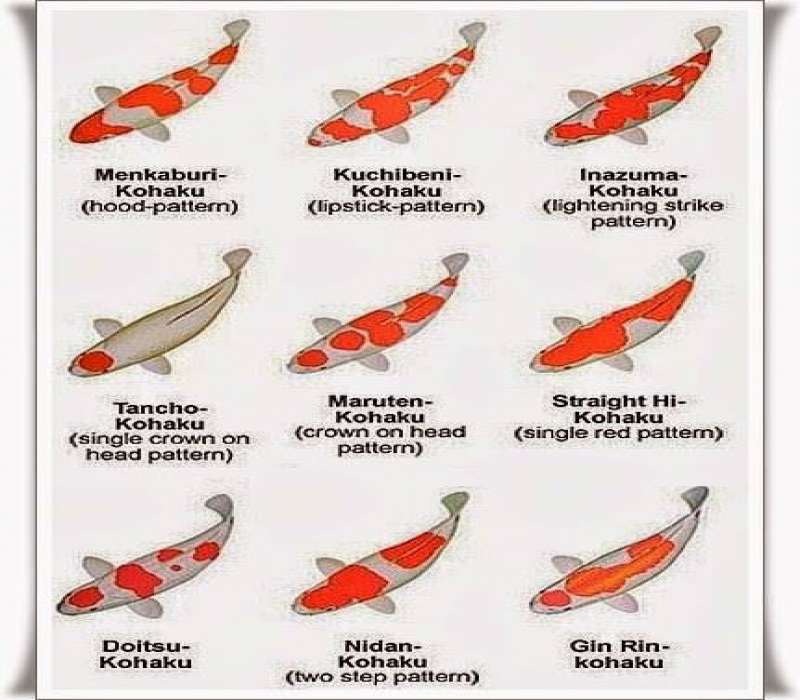 Menkaburi-
Kohaku
(hood-pattern)
Kuchibeni-
Kohaku
(lipstick-pattern)
Inazuma-
Kohaku
(lightening strike
pattern)
Tancho-
Kohaku
(single crown on
head pattern)
Maruten-
Kohaku
(crown on head
pattern)
Straight Hi-
Kohaku
(single red pattern)
Doitsu-
Kohaku
Nidan-
Kohaku
(two step pattern)
Gin Rin-
kohaku